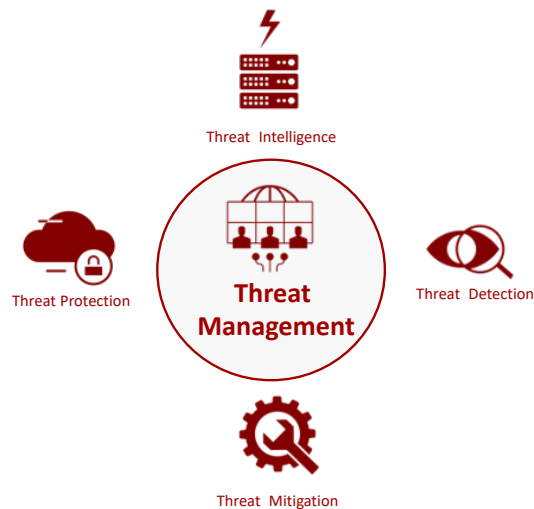 Threat Intelligence
Threat Protection
Threat
Management
Threat Detection
Threat Mitigation